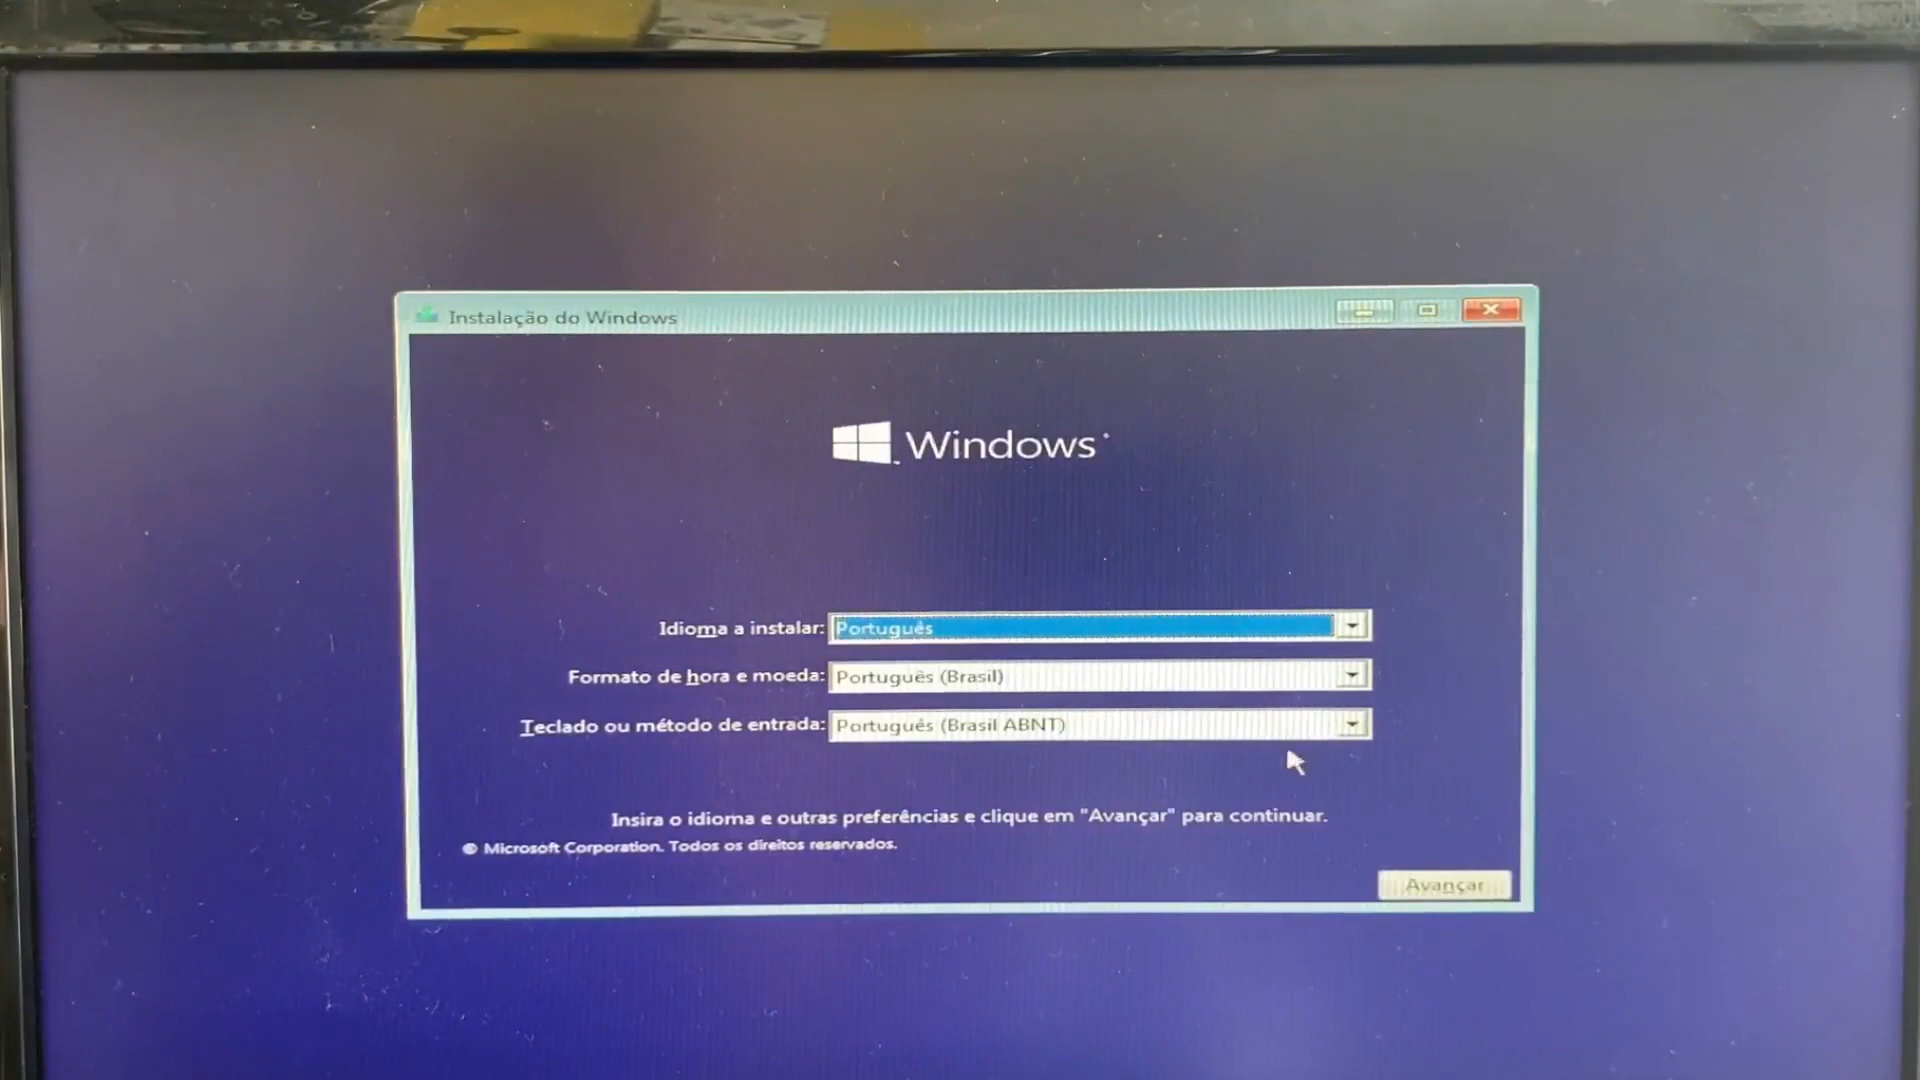 Instalação do Windows
Windows
Idioma a instalar: Português
Formato de hora e moeda: Português (Brasil)
Teclado ou método de entrada: Português (Brasil ABNT)
Insira o idioma e outras preferências e clique em "Avançar" para continuar.
© Microsoft Corporation. Todos os direitos reservados.
Avançar